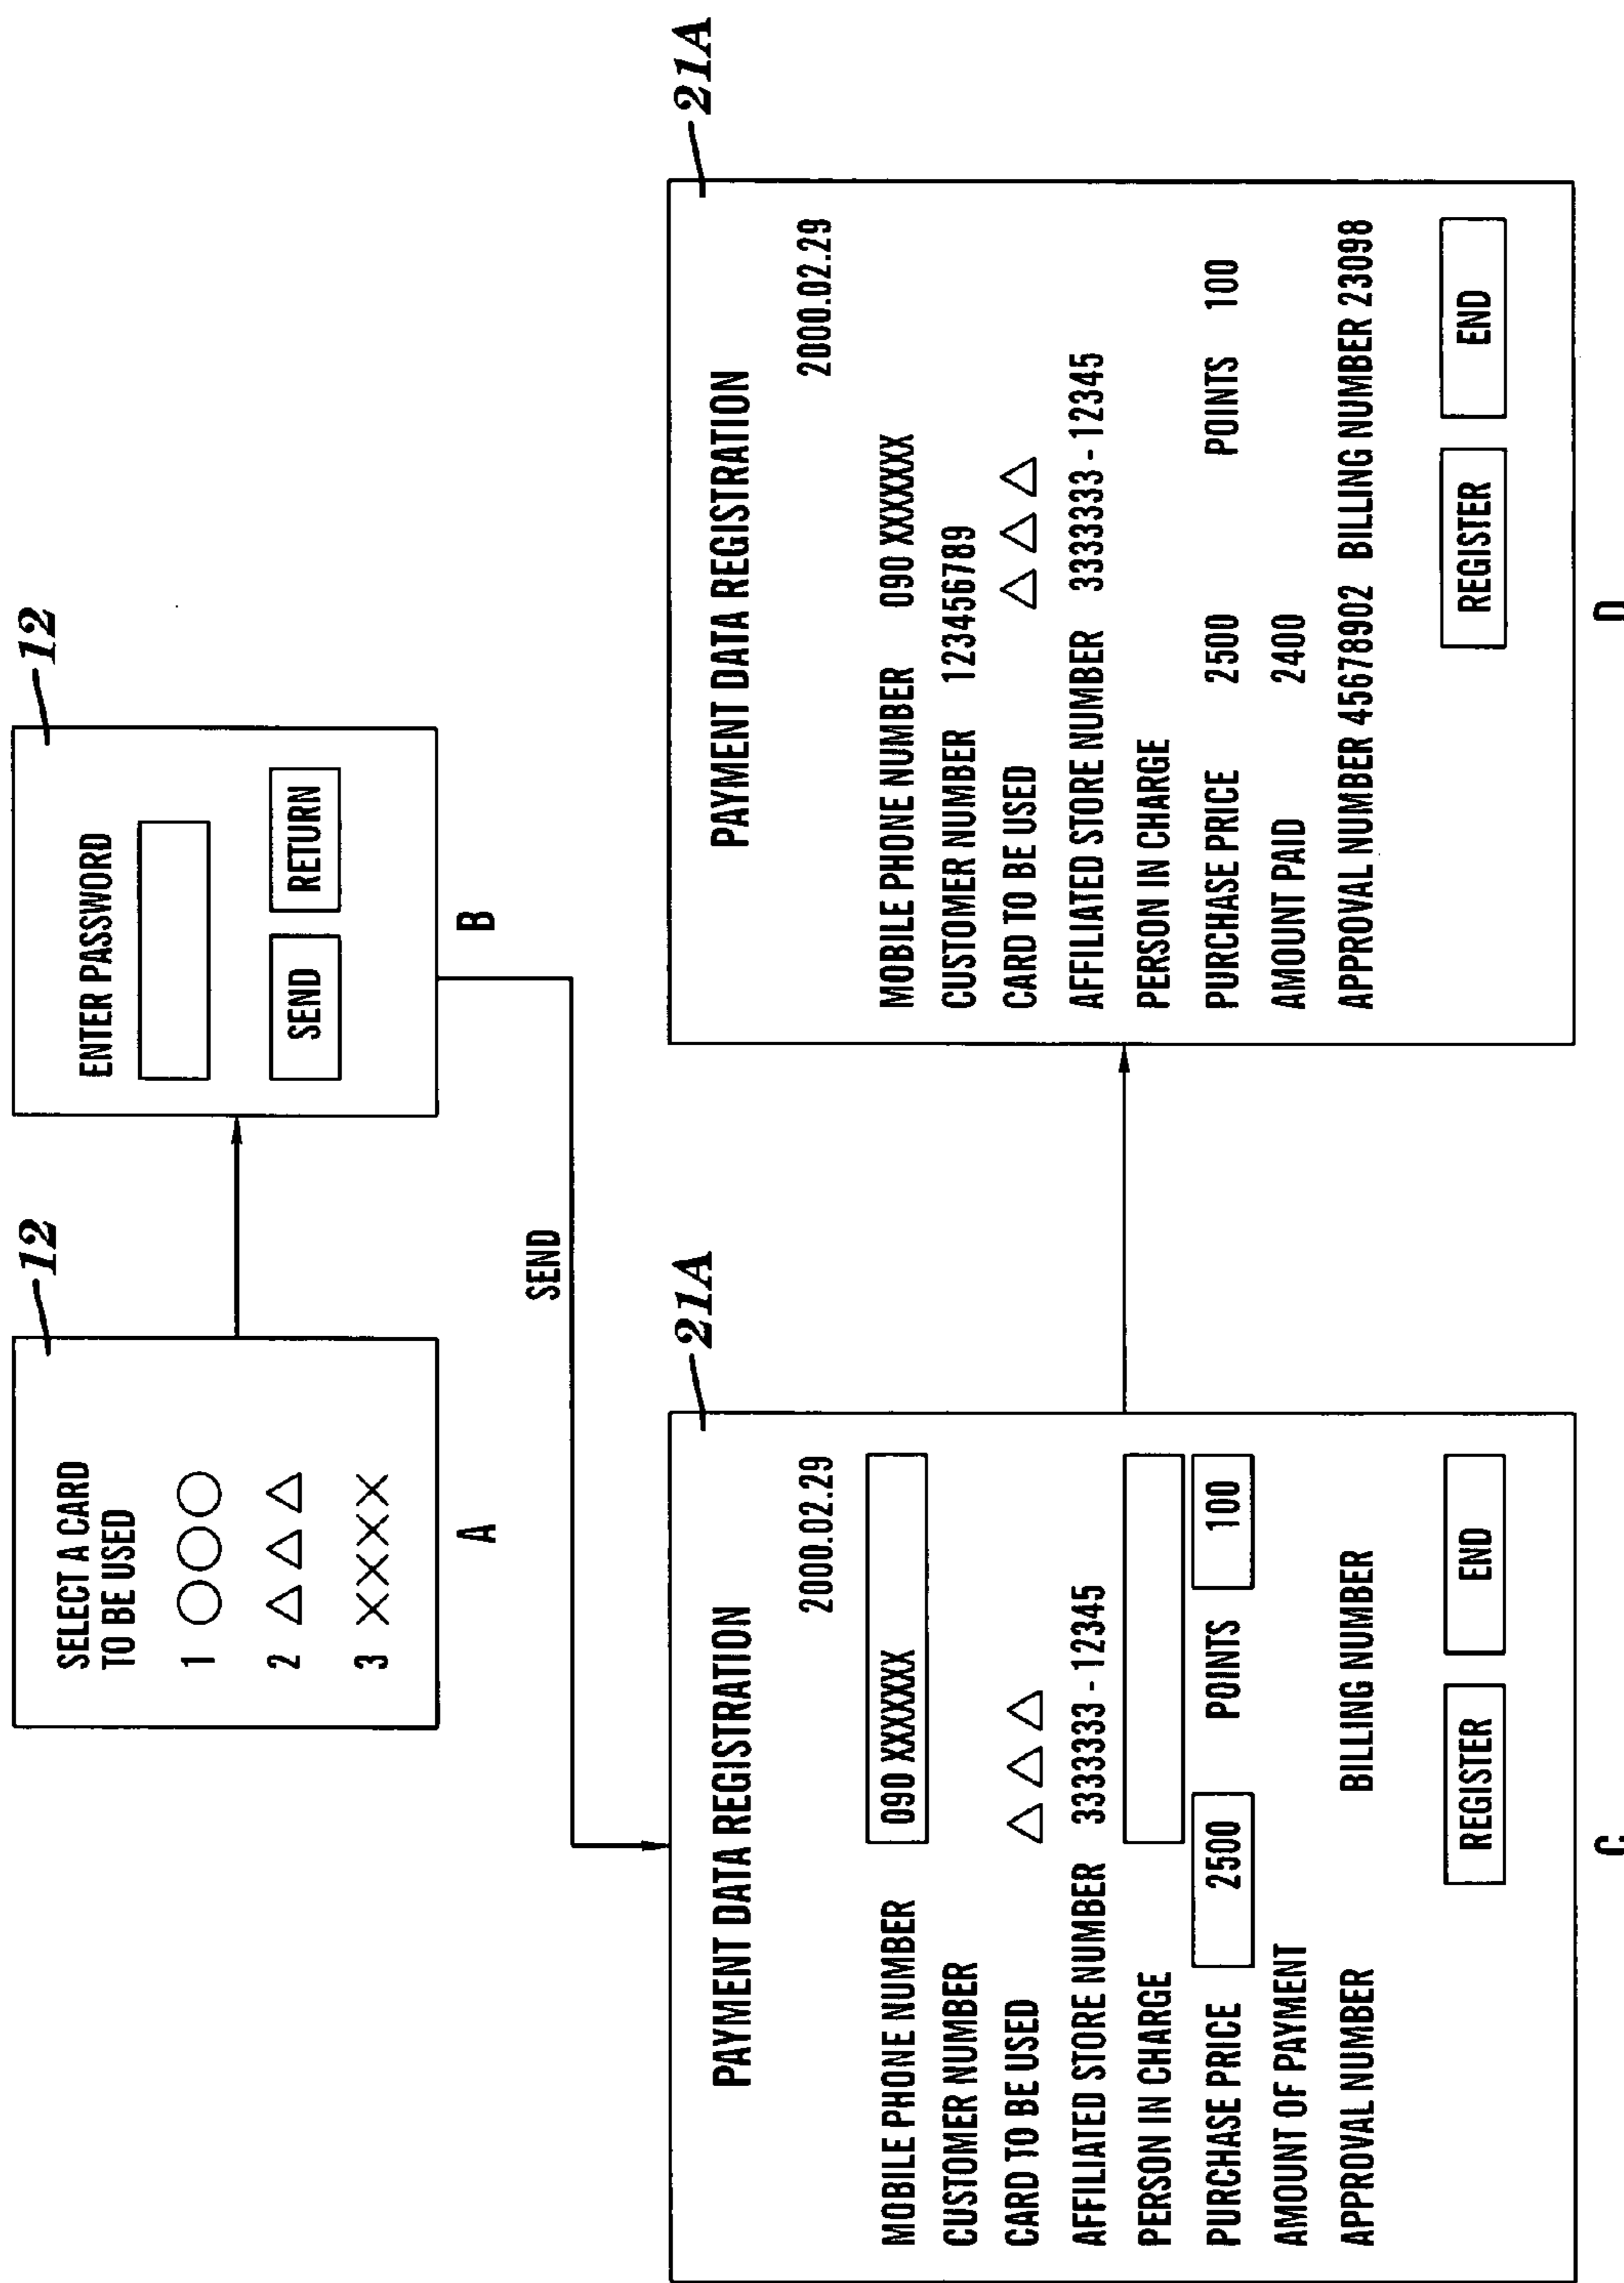 12
SELECT A CARD
TO BE USED
1 ○○○
2 △△△
3 ××××
A
12
ENTER PASSWORD
SEND RETURN
B
SEND
21A
PAYMENT DATA REGISTRATION
2000.02.29
MOBILE PHONE NUMBER 090 XXXXXX
CUSTOMER NUMBER
CARD TO BE USED △△△
AFFILIATED STORE NUMBER 3333333 - 12345
PERSON IN CHARGE
PURCHASE PRICE 2500 POINTS 100
AMOUNT OF PAYMENT
APPROVAL NUMBER BILLING NUMBER
REGISTER END
C
21A
PAYMENT DATA REGISTRATION
2000.02.29
MOBILE PHONE NUMBER 090 XXXXXX
CUSTOMER NUMBER 123456789
CARD TO BE USED △△△
AFFILIATED STORE NUMBER 3333333 - 12345
PERSON IN CHARGE
PURCHASE PRICE 2500 POINTS 100
AMOUNT PAID 2400
APPROVAL NUMBER 45678902 BILLING NUMBER 23098
REGISTER END
D